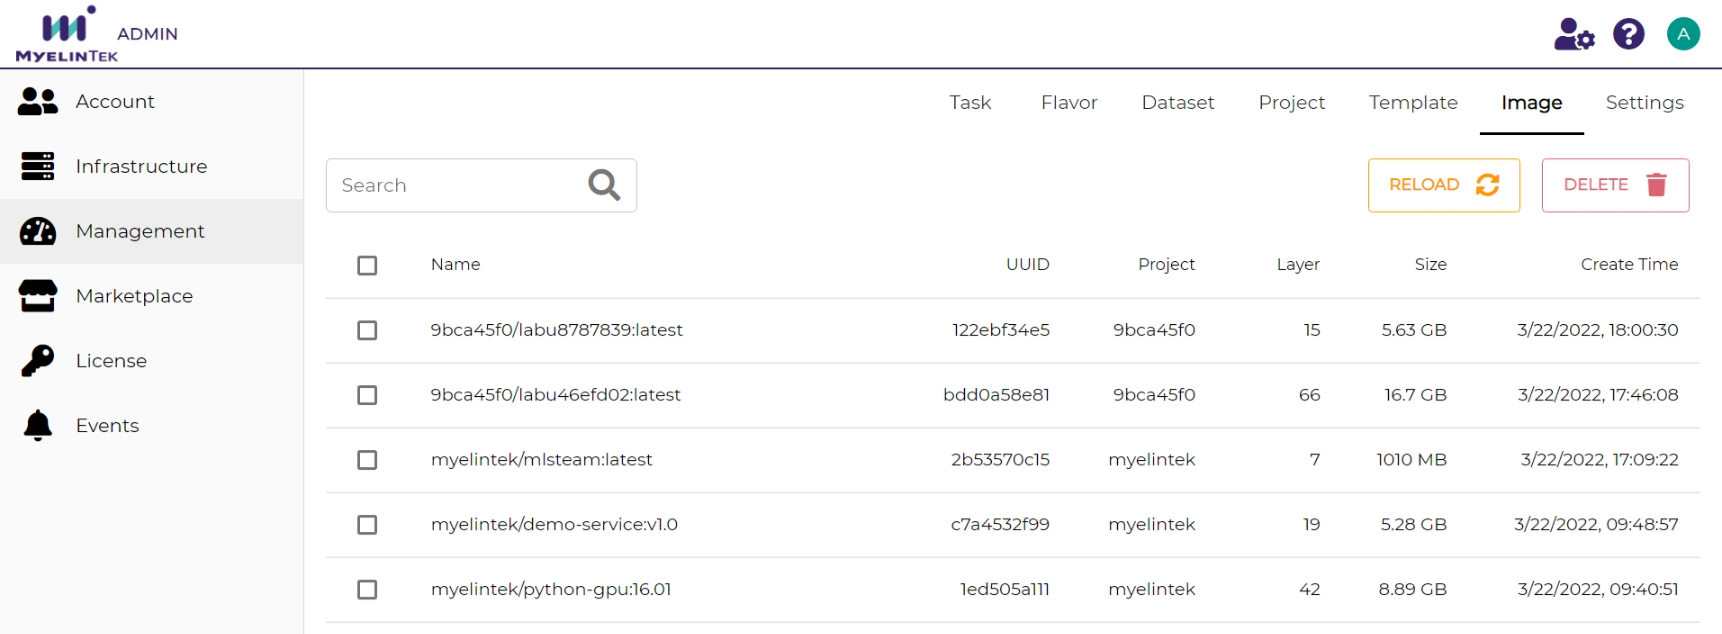 MYELINTEK ADMIN
A
Account
Infrastructure
Management
Marketplace
License
Events
Task Flavor Dataset Project Template Image Settings
Search
RELOAD DELETE
Name UUID Project Layer Size Create Time
9bca45f0/labu8787839:latest 122ebf34e5 9bca45f0 15 5.63 GB 3/22/2022, 18:00:30
9bca45f0/labu46efd02:latest bdd0a58e81 9bca45f0 66 16.7 GB 3/22/2022, 17:46:08
myelintek/mlsteam:latest 2b53570c15 myelintek 7 1010 MB 3/22/2022, 17:09:22
myelintek/demo-service:v1.0 c7a4532f99 myelintek 19 5.28 GB 3/22/2022, 09:48:57
myelintek/python-gpu:16.01 1ed505a111 myelintek 42 8.89 GB 3/22/2022, 09:40:51